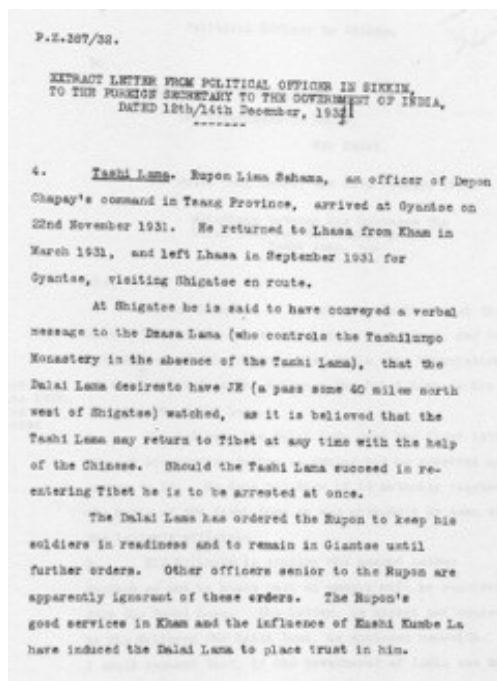 P.Z.207/32.
EXTRACT LETTER FROM POLITICAL OFFICER IN SIKKIM,
TO THE FOREIGN SECRETARY TO THE GOVERNMENT OF INDIA,
DATED 12th/14th December, 1931
4. Tashi Lama. Rupon Lima Sahama, an officer of Depon
Chapay's command in Tsang Province, arrived at Gyantse on
22nd November 1931. He returned to Lhasa from Kham in
March 1931, and left Lhasa in September 1931 for
Gyantse, visiting Shigatse en route.
At Shigatse he is said to have conveyed a verbal
message to the Dzasa Lama (who controls the Tashilunpo
Monastery in the absence of the Tashi Lama), that the
Dalai Lama desiresto have JE (a pass some 40 miles north
west of Shigatse) watched, as it is believed that the
Tashi Lama may return to Tibet at any time with the help
of the Chinese. Should the Tashi Lama succeed in re-
entering Tibet he is to be arrested at once.
The Dalai Lama has ordered the Rupon to keep his
soldiers in readiness and to remain in Giantse until
further orders. Other officers senior to the Rupon are
apparently ignorant of these orders. The Rupon's
good services in Kham and the influence of Kushi Kumbe La
have induced the Dalai Lama to place trust in him.